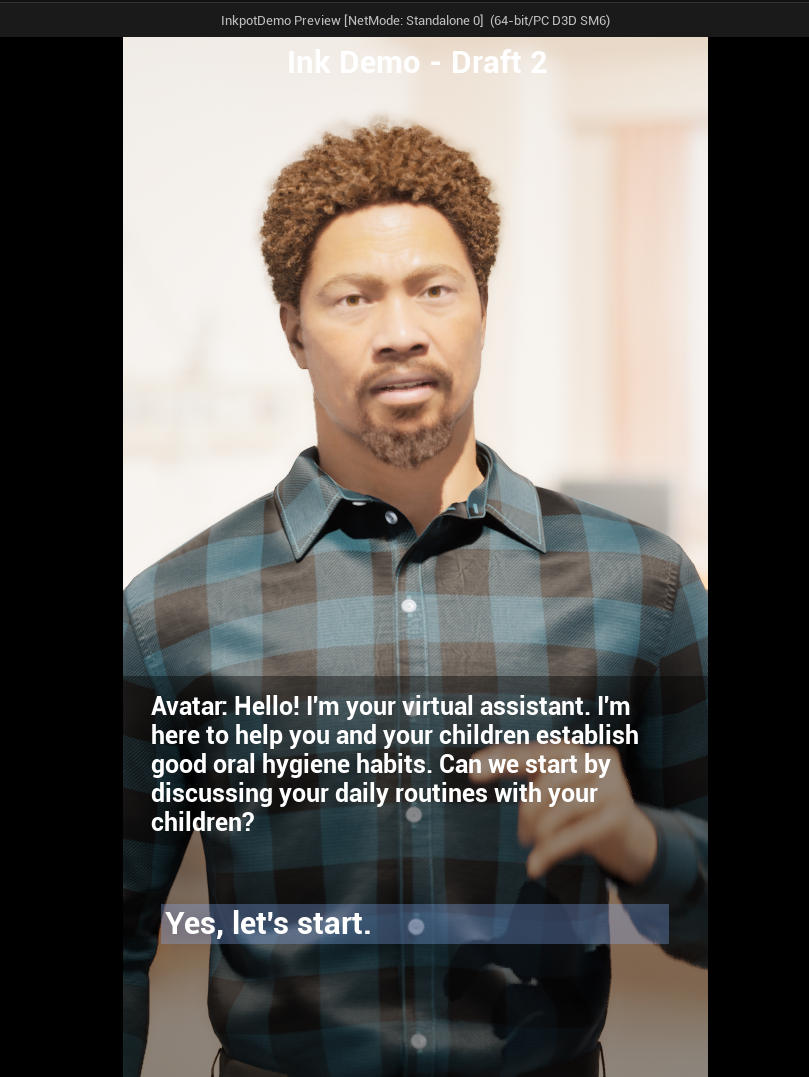 InkpotDemo Preview [NetMode: Standalone 0] (64-bit/PC D3D SM6)
Ink Demo - Draft 2
Avatar: Hello! I'm your virtual assistant. I'm
here to help you and your children establish
good oral hygiene habits. Can we start by
discussing your daily routines with your
children?
Yes, let's start.